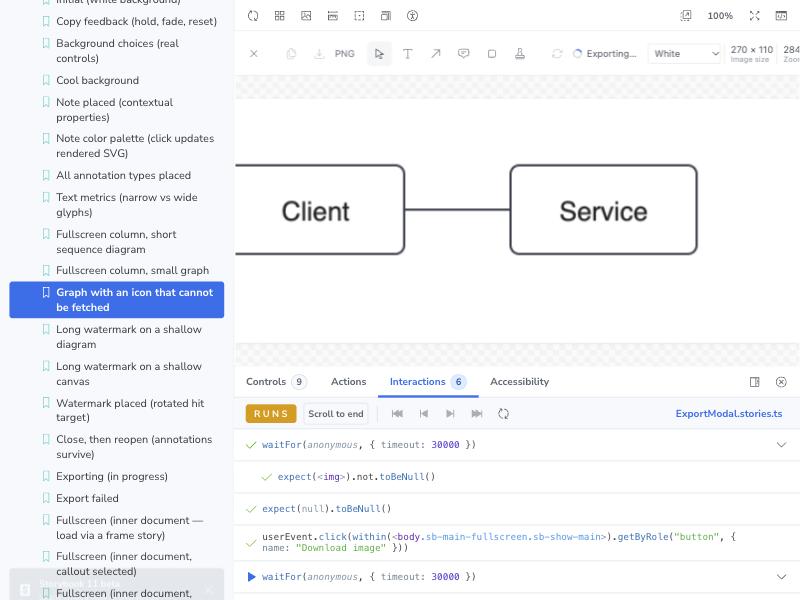 Initial (white background)
Copy feedback (hold, fade, reset)
Background choices (real
controls)
Cool background
Note placed (contextual
properties)
Note color palette (click updates
rendered SVG)
All annotation types placed
Text metrics (narrow vs wide
glyphs)
Fullscreen column, short
sequence diagram
Fullscreen column, small graph
Graph with an icon that cannot
be fetched
Long watermark on a shallow
diagram
Long watermark on a shallow
canvas
Watermark placed (rotated hit
target)
Close, then reopen (annotations
survive)
Exporting (in progress)
Export failed
Fullscreen (inner document —
load via a frame story)
Fullscreen (inner document,
callout selected)
Storybook 11 beta
Fullscreen (inner document,
100%
PNG
Exporting...
White
270 × 110
Image size
284
Zoom
Client
Service
Controls 9
Actions
Interactions 6
Accessibility
RUNS
Scroll to end
ExportModal.stories.ts
waitFor(anonymous, { timeout: 30000 })
expect(<img>).not.toBeNull()
expect(null).toBeNull()
userEvent.click(within(<body.sb-main-fullscreen.sb-show-main>).getByRole("button", {
name: "Download image" }))
waitFor(anonymous, { timeout: 30000 })